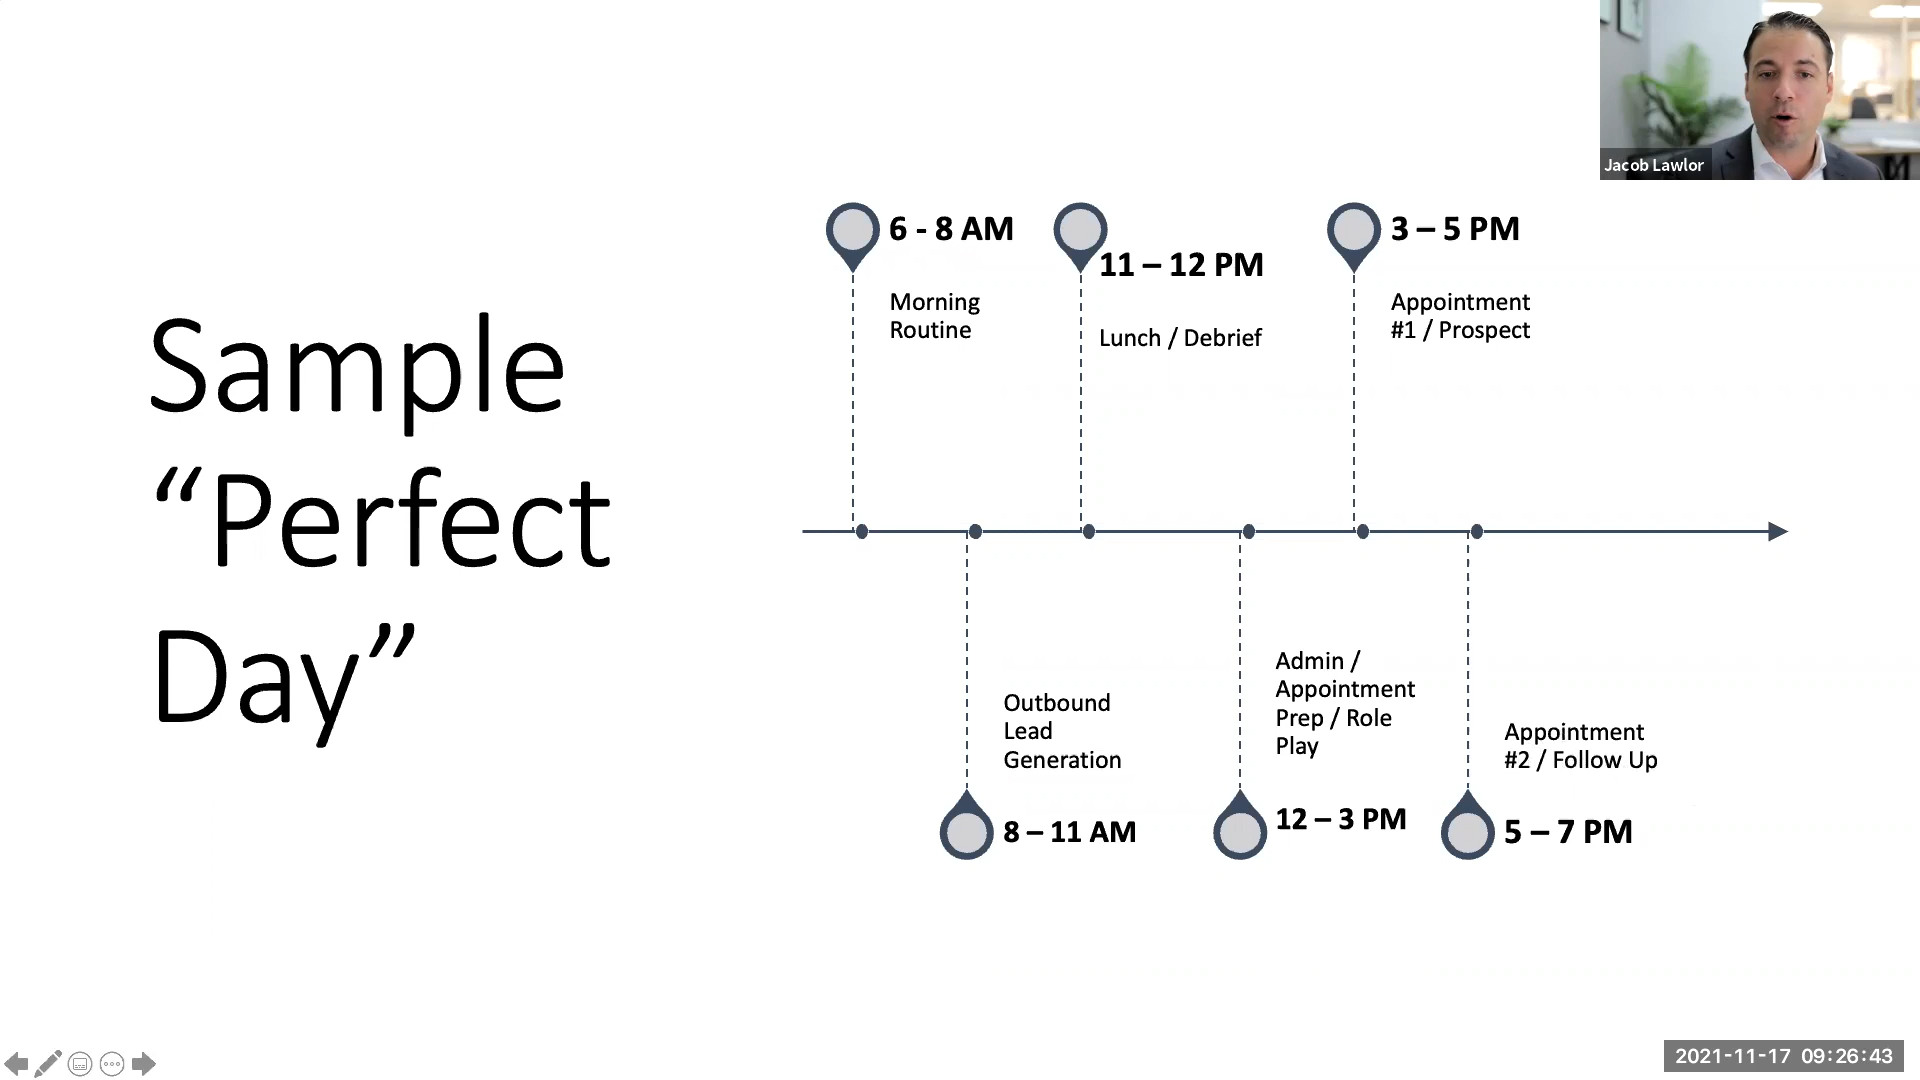 Jacob Lawlor
Sample
“Perfect
Day”
6 - 8 AM
Morning
Routine
8 – 11 AM
Outbound
Lead
Generation
11 – 12 PM
Lunch / Debrief
12 – 3 PM
Admin /
Appointment
Prep / Role
Play
3 – 5 PM
Appointment
#1 / Prospect
5 – 7 PM
Appointment
#2 / Follow Up
2021-11-17 09:26:43